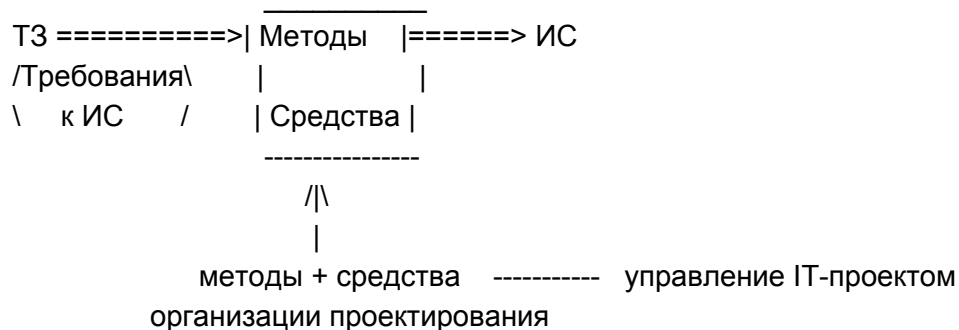 ТЗ ==========>| Методы |======> ИС
/Требования\ | |
\ к ИС / | Средства |
----------------
/|\
|
методы + средства ----------- управление IT-проектом
организации проектирования